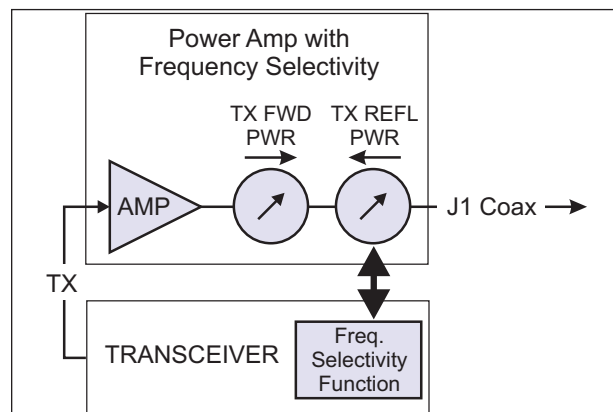 Power Amp with
Frequency Selectivity
TX FWD
PWR
TX REFL
PWR
AMP
J1 Coax
TX
TRANSCEIVER
Freq.
Selectivity
Function